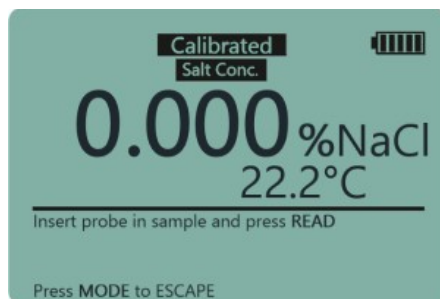 Calibrated
Salt Conc.
0.000 %NaCl
22.2°C
Insert probe in sample and press READ
Press MODE to ESCAPE